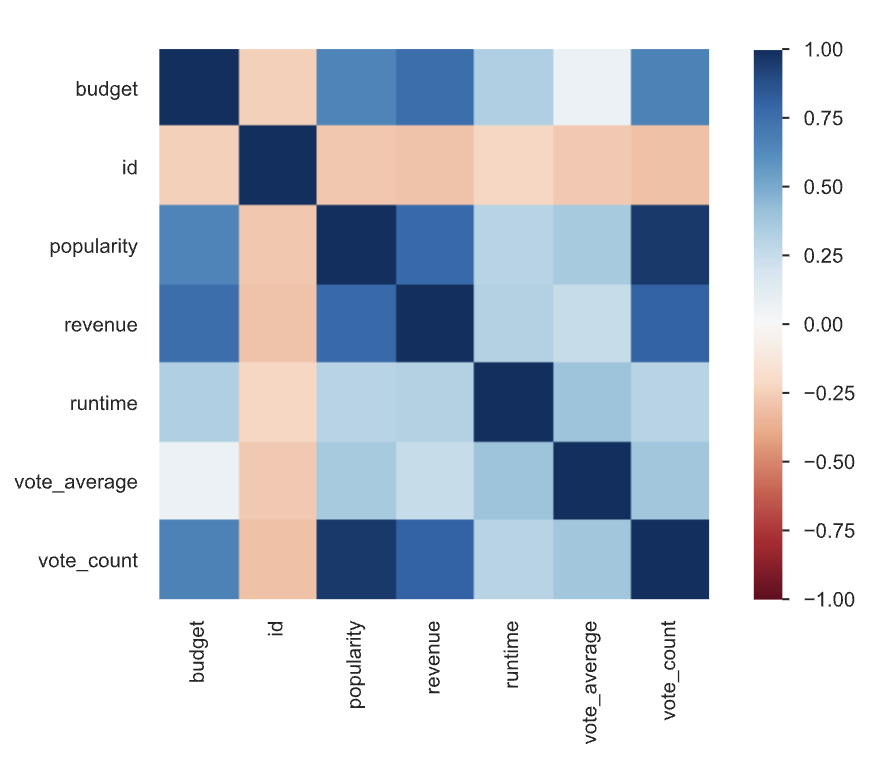 budget
id
popularity
revenue
runtime
vote_average
vote_count
budget
id
popularity
revenue
runtime
vote_average
vote_count
1.00
0.75
0.50
0.25
0.00
−0.25
−0.50
−0.75
−1.00